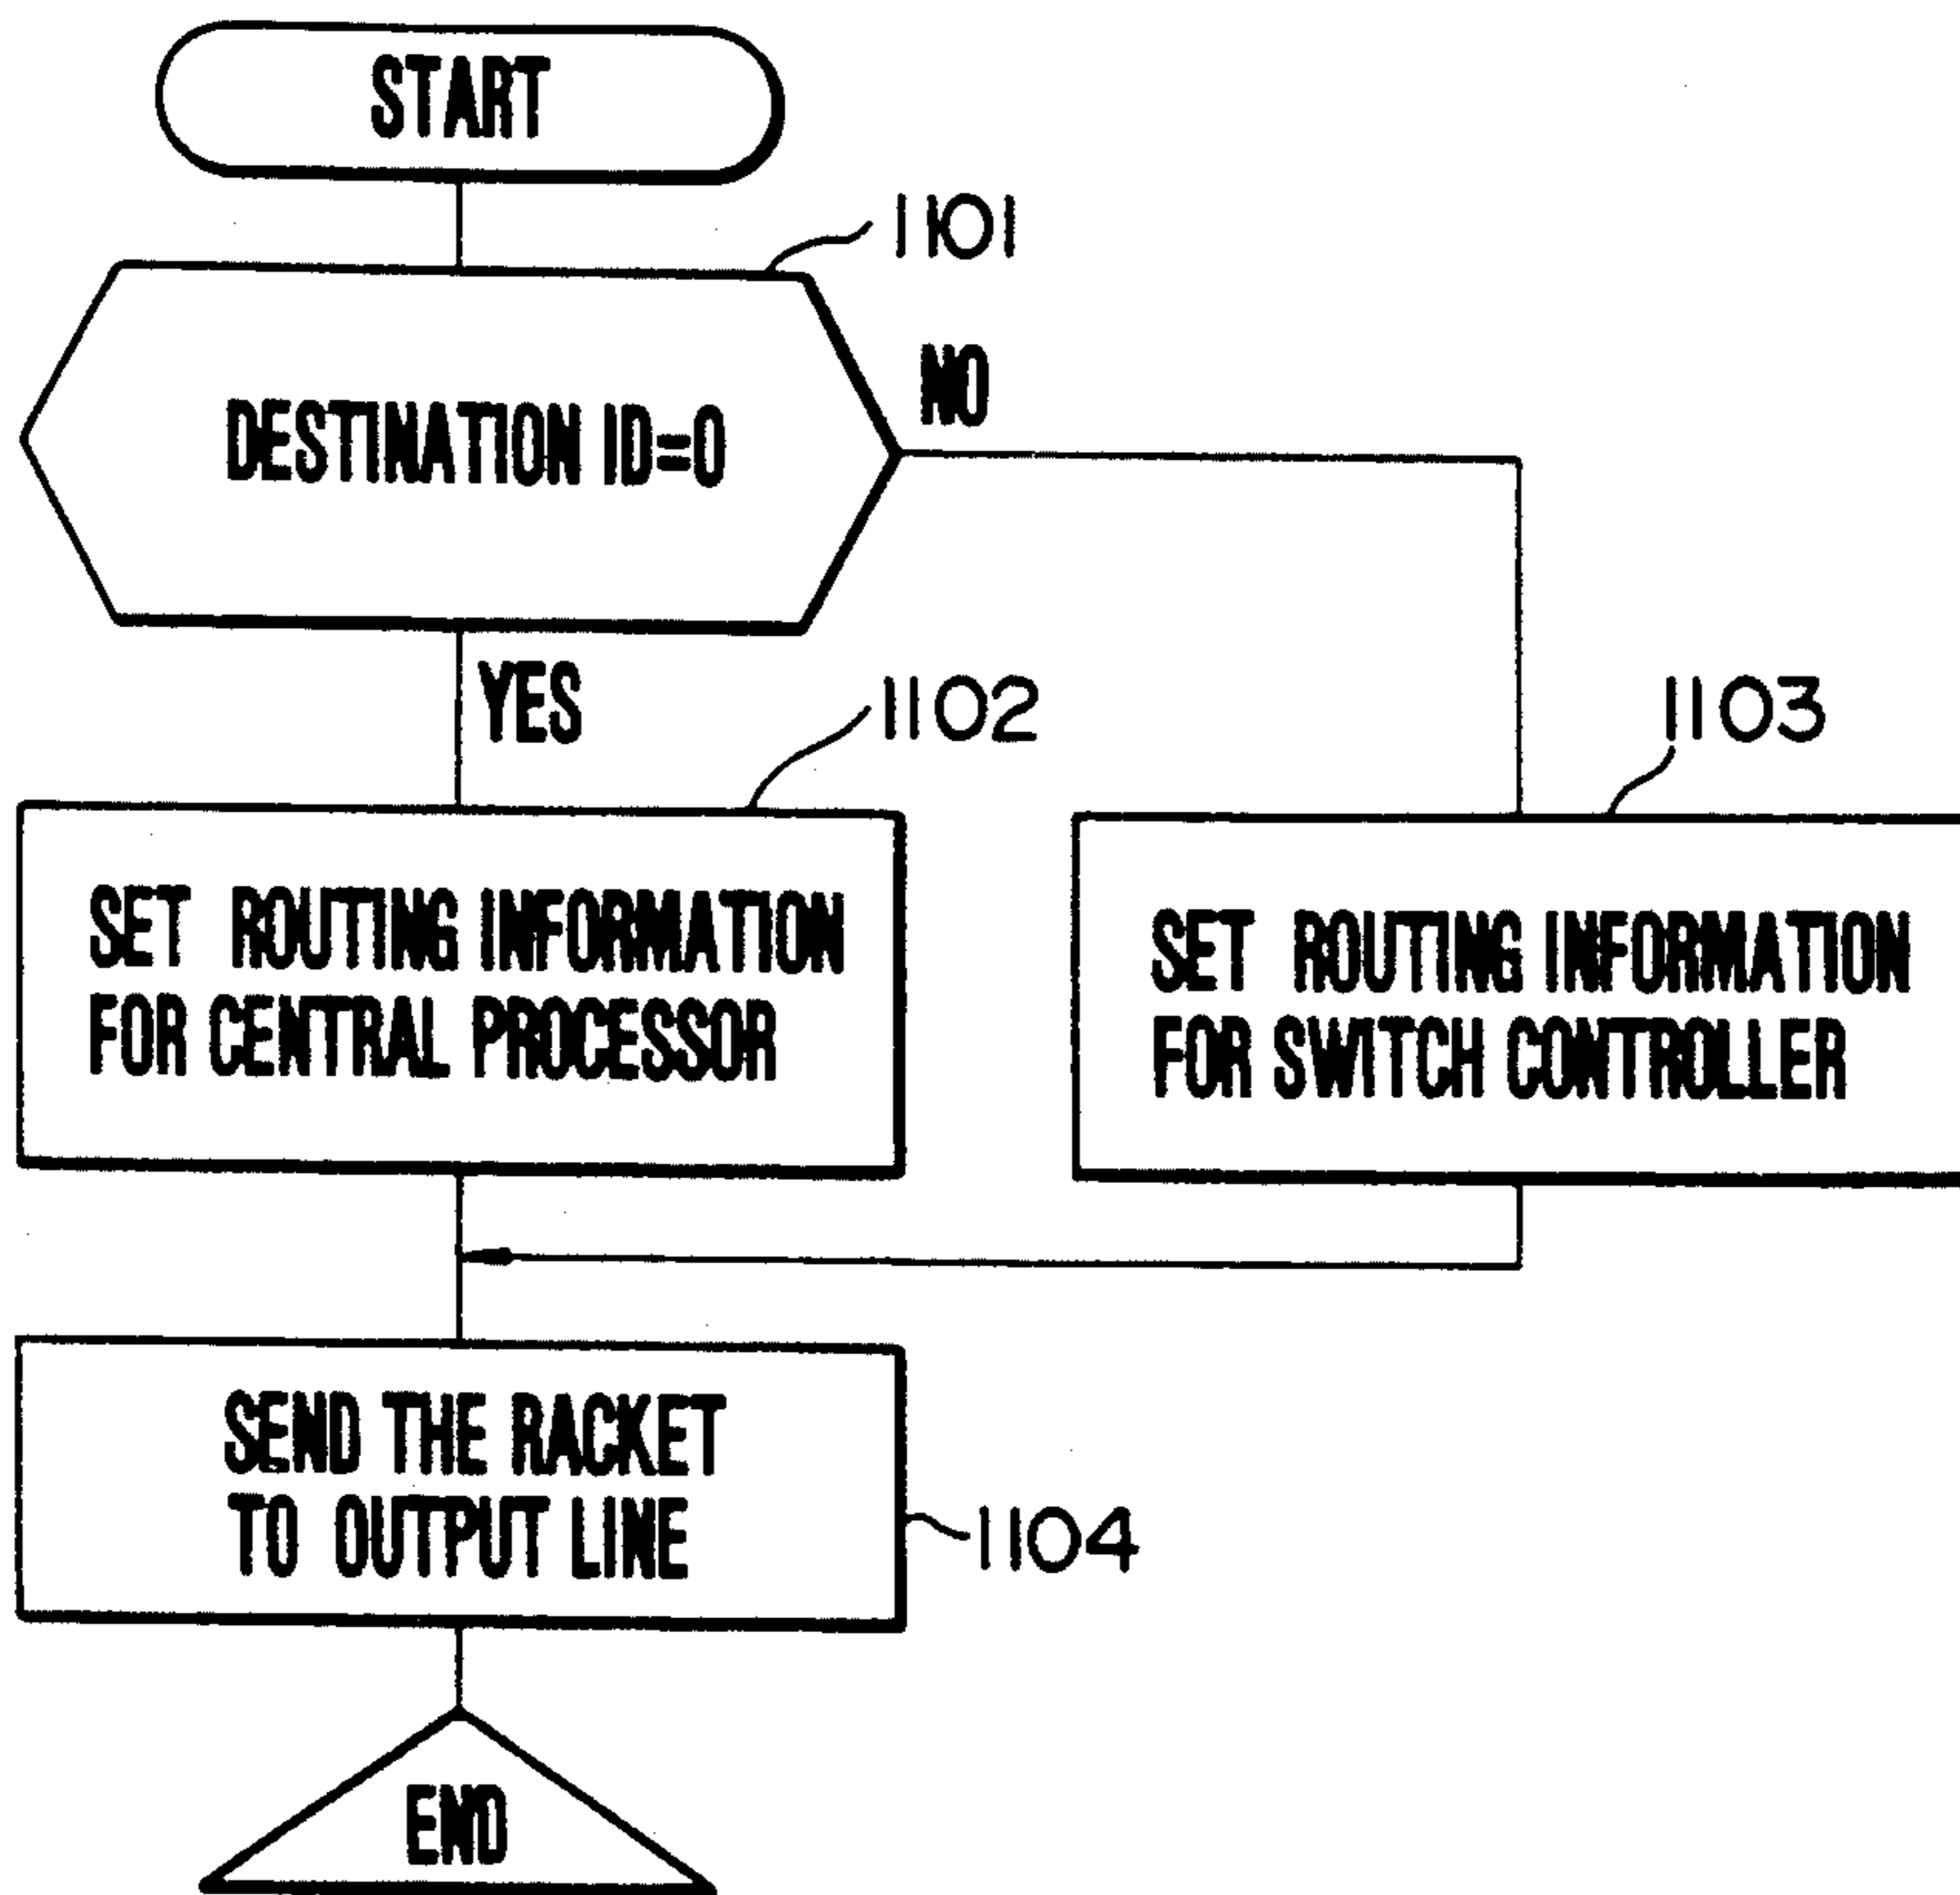 START
1101
DESTINATION ID=0
NO
YES
1102
1103
SET ROUTING INFORMATION
FOR CENTRAL PROCESSOR
SET ROUTING INFORMATION
FOR SWITCH CONTROLLER
SEND THE RACKET
TO OUTPUT LINE
1104
END